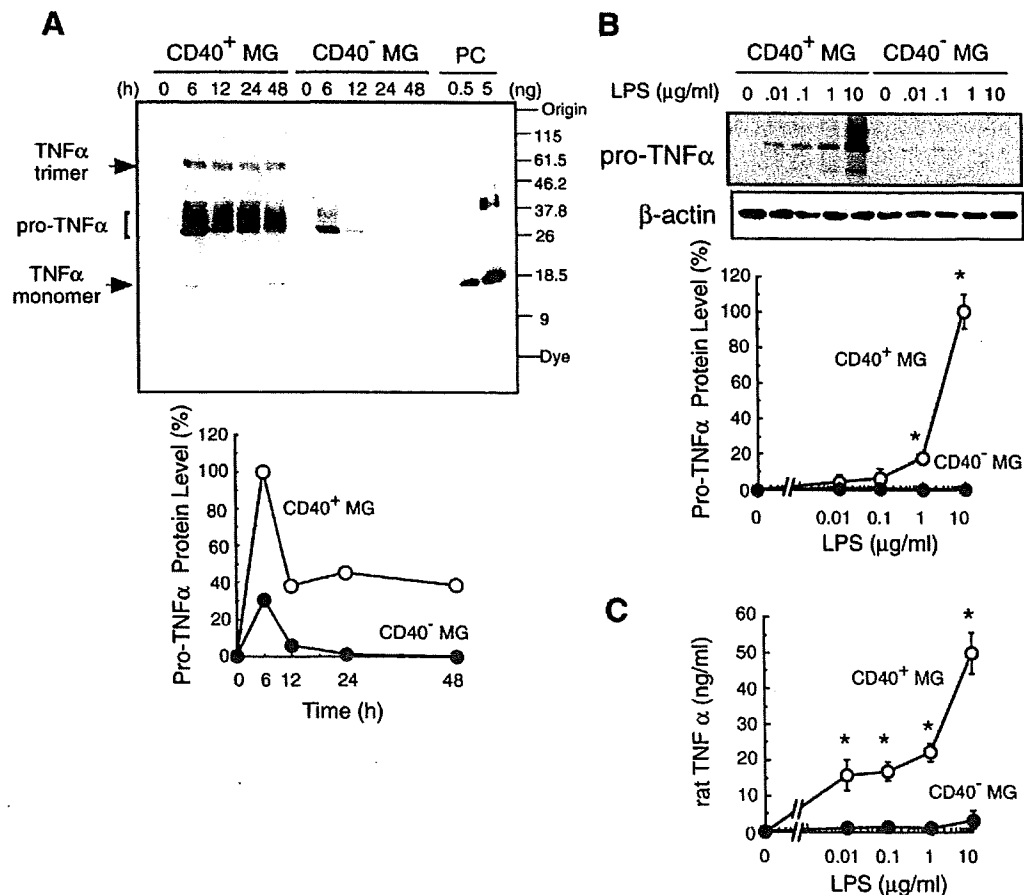 A
CD40+ MG CD40- MG PC
(h) 0 6 12 24 48 0 6 12 24 48 0.5 5 (ng)
Origin
115
TNFα trimer
61.5
46.2
37.8
pro-TNFα
26
18.5
TNFα monomer
9
Dye
Pro-TNFα Protein Level (%)
120
100
80
60
40
20
0
CD40+ MG
CD40- MG
0 6 12 24 48
Time (h)
B
CD40+ MG CD40- MG
LPS (μg/ml) 0 .01 .1 1 10 0 .01 .1 1 10
pro-TNFα
β-actin
Pro-TNFα Protein Level (%)
120
100
80
60
40
20
0
*
CD40+ MG
*
CD40- MG
0 0.01 0.1 1 10
LPS (μg/ml)
C
rat TNF α (ng/ml)
60
50
40
30
20
10
0
*
CD40+ MG
* * *
CD40- MG
0 0.01 0.1 1 10
LPS (μg/ml)